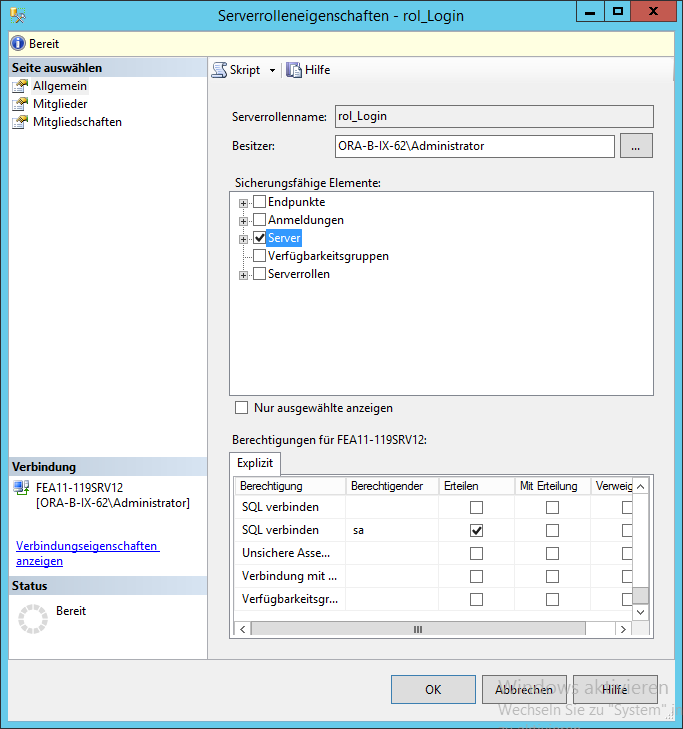 Serverrolleneigenschaften - rol_Login
Bereit
Seite auswählen
Allgemein
Mitglieder
Mitgliedschaften
Skript
Hilfe
Serverrollenname:
rol_Login
Besitzer:
ORA-B-IX-62\Administrator
...
Sicherungsfähige Elemente:
Endpunkte
Anmeldungen
Server
Verfügbarkeitsgruppen
Serverrollen
Nur ausgewählte anzeigen
Berechtigungen für FEA11-119SRV12:
Explizit
Berechtigung Berechtigender Erteilen Mit Erteilung Verweig
SQL verbinden
SQL verbinden sa
Unsichere Asse...
Verbindung mit ...
Verfügbarkeitsgr...
Verbindung
FEA11-119SRV12
[ORA-B-IX-62\Administrator]
Verbindungseigenschaften
anzeigen
Status
Bereit
OK
Abbrechen
Hilfe
Windows aktivieren
Wechseln Sie zu "System"